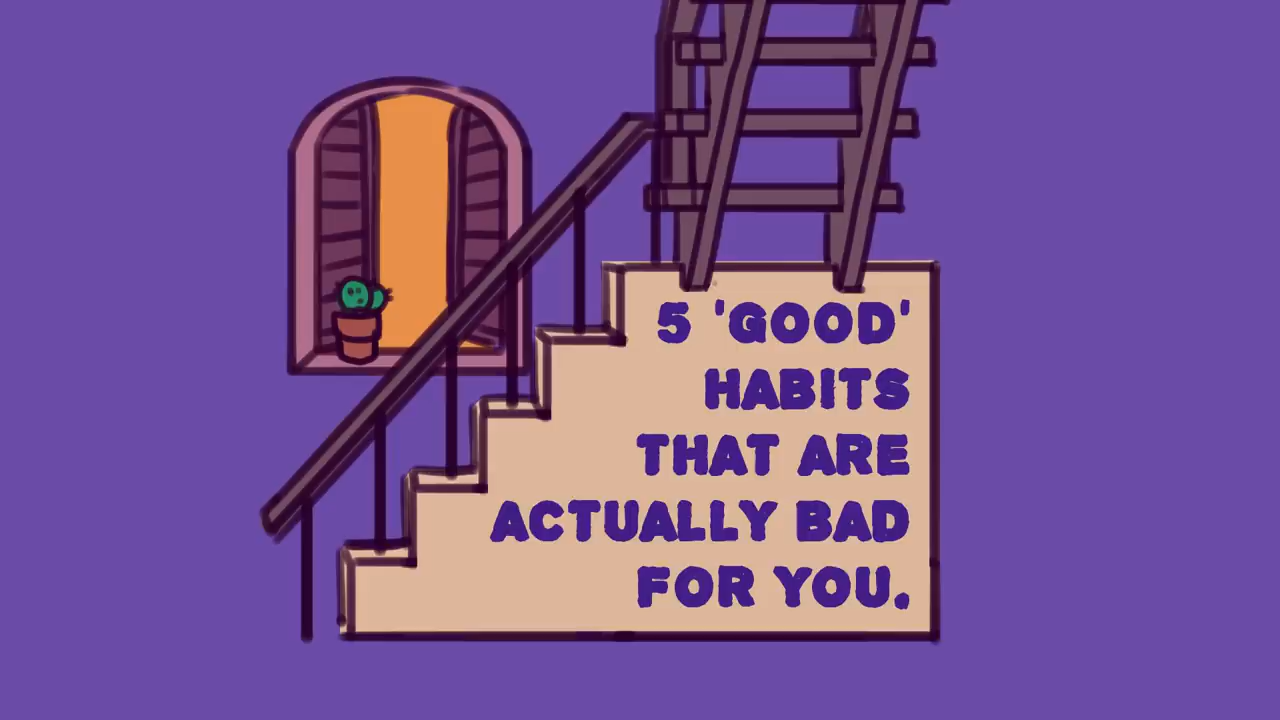 5 'GOOD'
HABITS
THAT ARE
ACTUALLY BAD
FOR YOU.